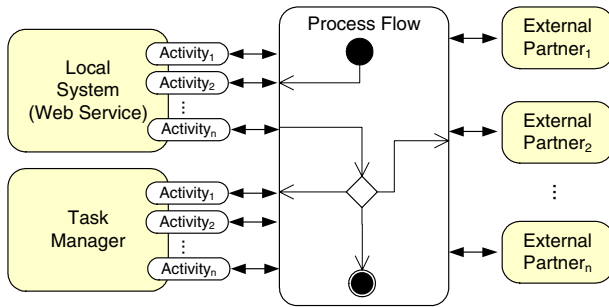 Local
System
(Web Service)
Activity₁
Activity₂
...
Activityₙ
Task
Manager
Activity₁
Activity₂
...
Activityₙ
Process Flow
External
Partner₁
External
Partner₂
...
External
Partnerₙ